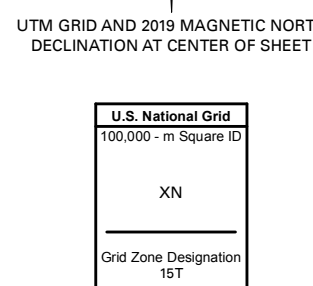 UTM GRID AND 2019 MAGNETIC NORT
DECLINATION AT CENTER OF SHEET
U.S. National Grid
100,000 - m Square ID
XN
Grid Zone Designation
15T